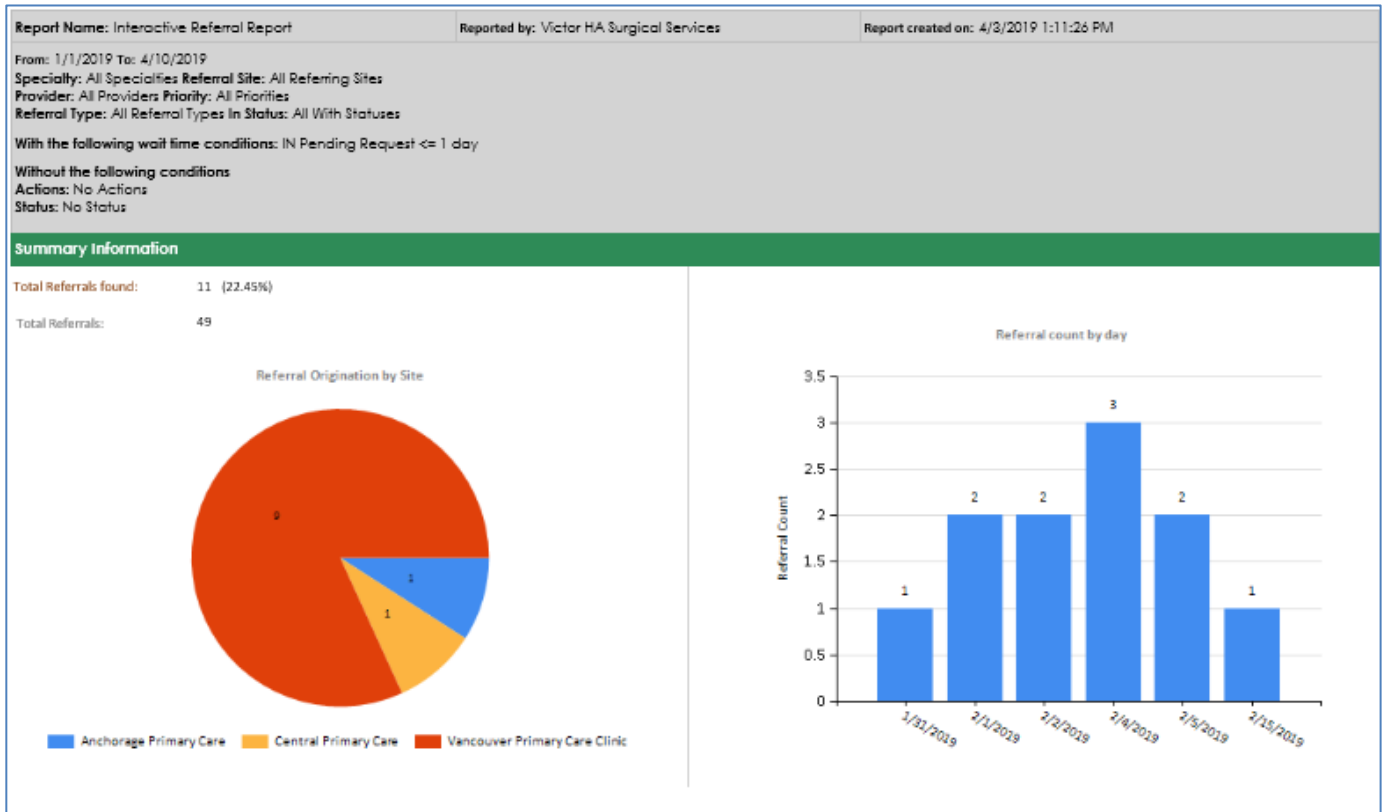 Report Name: Interactive Referral Report
Reported by: Victor HA Surgical Services
Report created on: 4/3/2019 1:11:26 PM
From: 1/1/2019 To: 4/10/2019
Specialty: All Specialties Referral Site: All Referring Sites
Provider: All Providers Priority: All Priorities
Referral Type: All Referral Types In Status: All With Statuses
With the following wait time conditions: IN Pending Request <= 1 day
Without the following conditions
Actions: No Actions
Status: No Status
Summary Information
Total Referrals found: 11 (22.45%)
Total Referrals: 49
Referral Origination by Site
9
1
1
Anchorage Primary Care
Central Primary Care
Vancouver Primary Care Clinic
Referral count by day
Referral Count
3.5
3
2.5
2
1.5
1
0.5
0
1
2
2
3
2
1
1/31/2019
2/1/2019
2/2/2019
2/4/2019
2/5/2019
2/15/2019